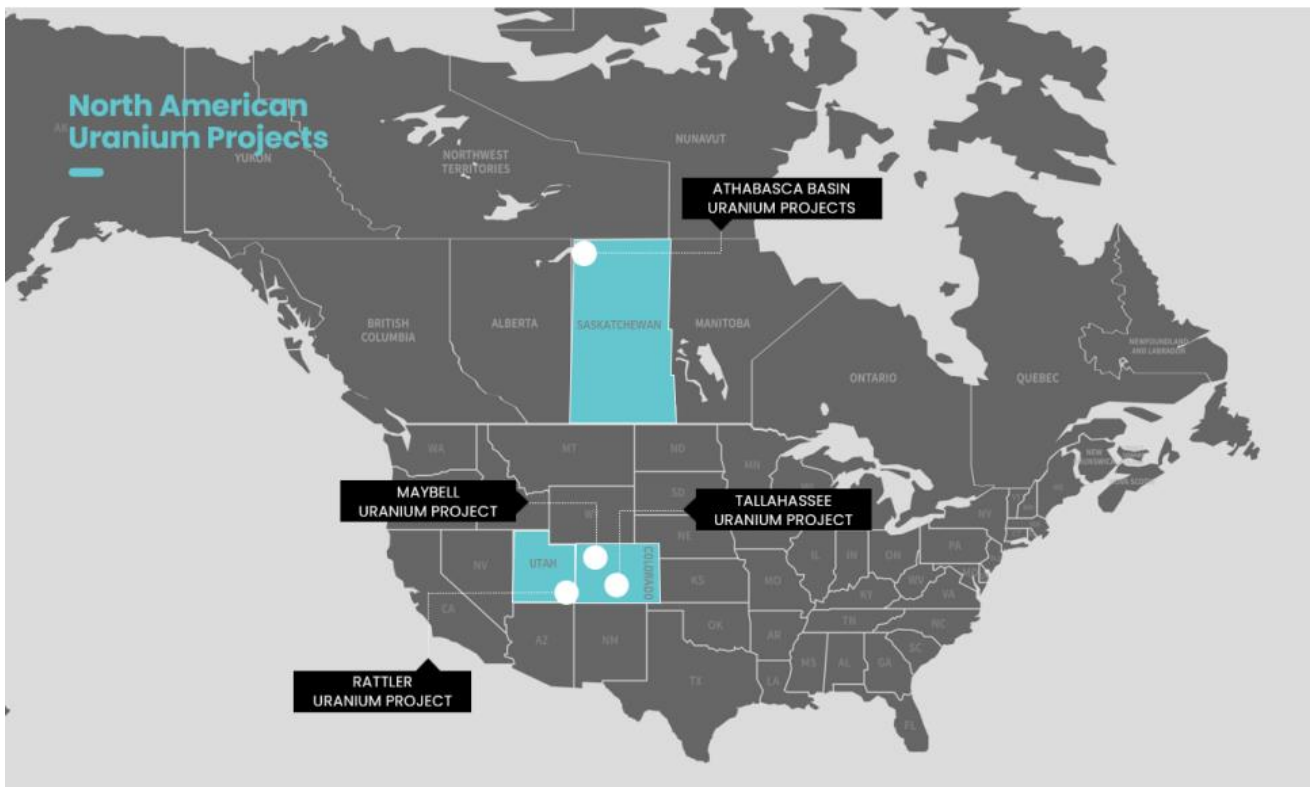 North American
Uranium Projects
YUKON
NORTHWEST
TERRITORIES
NUNAVUT
ATHABASCA BASIN
URANIUM PROJECTS
BRITISH
COLUMBIA
ALBERTA
SASKATCHEWAN
MANITOBA
ONTARIO
QUEBEC
NEWFOUNDLAND
AND LABRADOR
WA
MT
ND
MN
NEW
MAYBELL
URANIUM PROJECT
TALLAHASSEE
URANIUM PROJECT
SD
NY
NE
PA
NV
UTAH
COLORADO
IL
IN
OH
CA
KS
MO
WV
VA
KY
AZ
NM
OK
AR
TN
NC
SC
MS
AL
GA
TX
LA
FL
RATTLER
URANIUM PROJECT